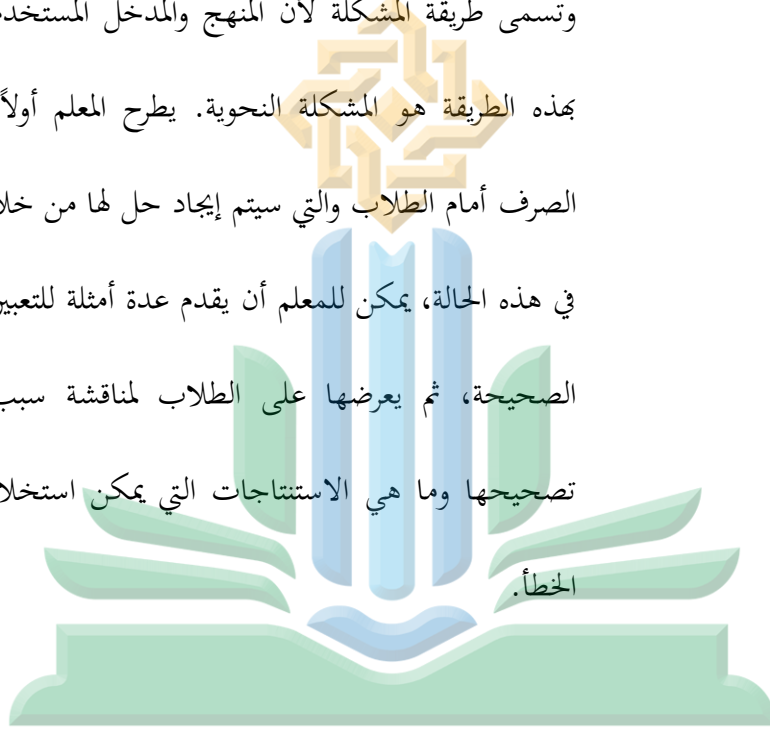 وتسمى طريقة المشكلة لأن المنهج والمدخل
بهذه الطريقة هو المشكلة النحوية. يطرح المعلم أولاً
الصرف أمام الطلاب والتي سيتم إيجاد حل لها من
في هذه الحالة، يمكن للمعلم أن يقدم عدة أمثلة
الصحيحة، ثم يعرضها على الطلاب لمناقشة سبب
تصحيحها وما هي الاستنتاجات التي يمكن
الخطأ.